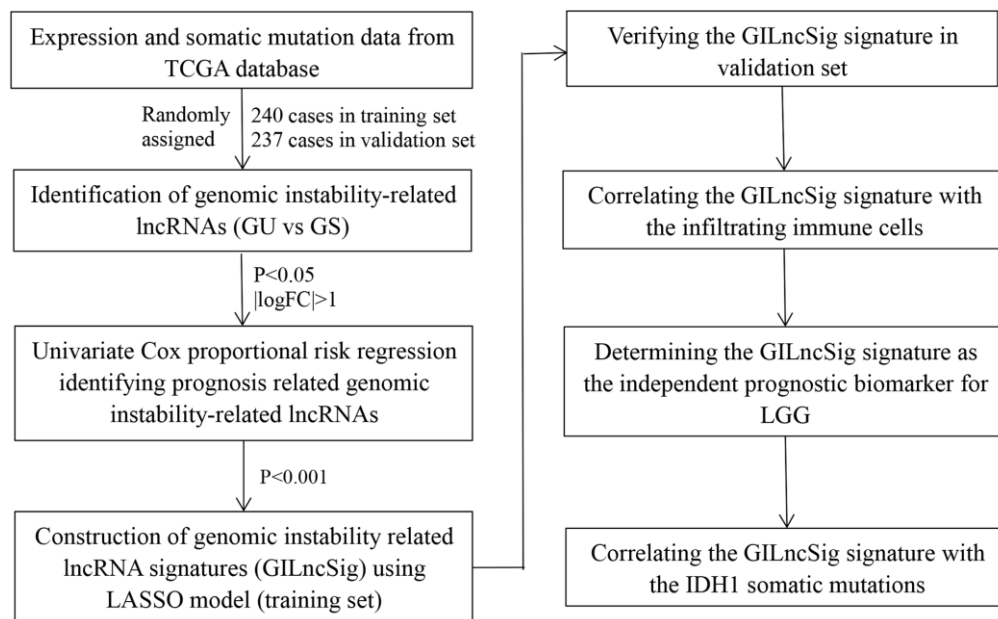 Expression and somatic mutation data from
TCGA database
Randomly
assigned
240 cases in training set
237 cases in validation set
Identification of genomic instability-related
lncRNAs (GU vs GS)
P<0.05
|logFC|>1
Univariate Cox proportional risk regression
identifying prognosis related genomic
instability-related lncRNAs
P<0.001
Construction of genomic instability related
lncRNA signatures (GILncSig) using
LASSO model (training set)
Verifying the GILncSig signature in
validation set
Correlating the GILncSig signature with
the infiltrating immune cells
Determining the GILncSig signature as
the independent prognostic biomarker for
LGG
Correlating the GILncSig signature with
the IDH1 somatic mutations